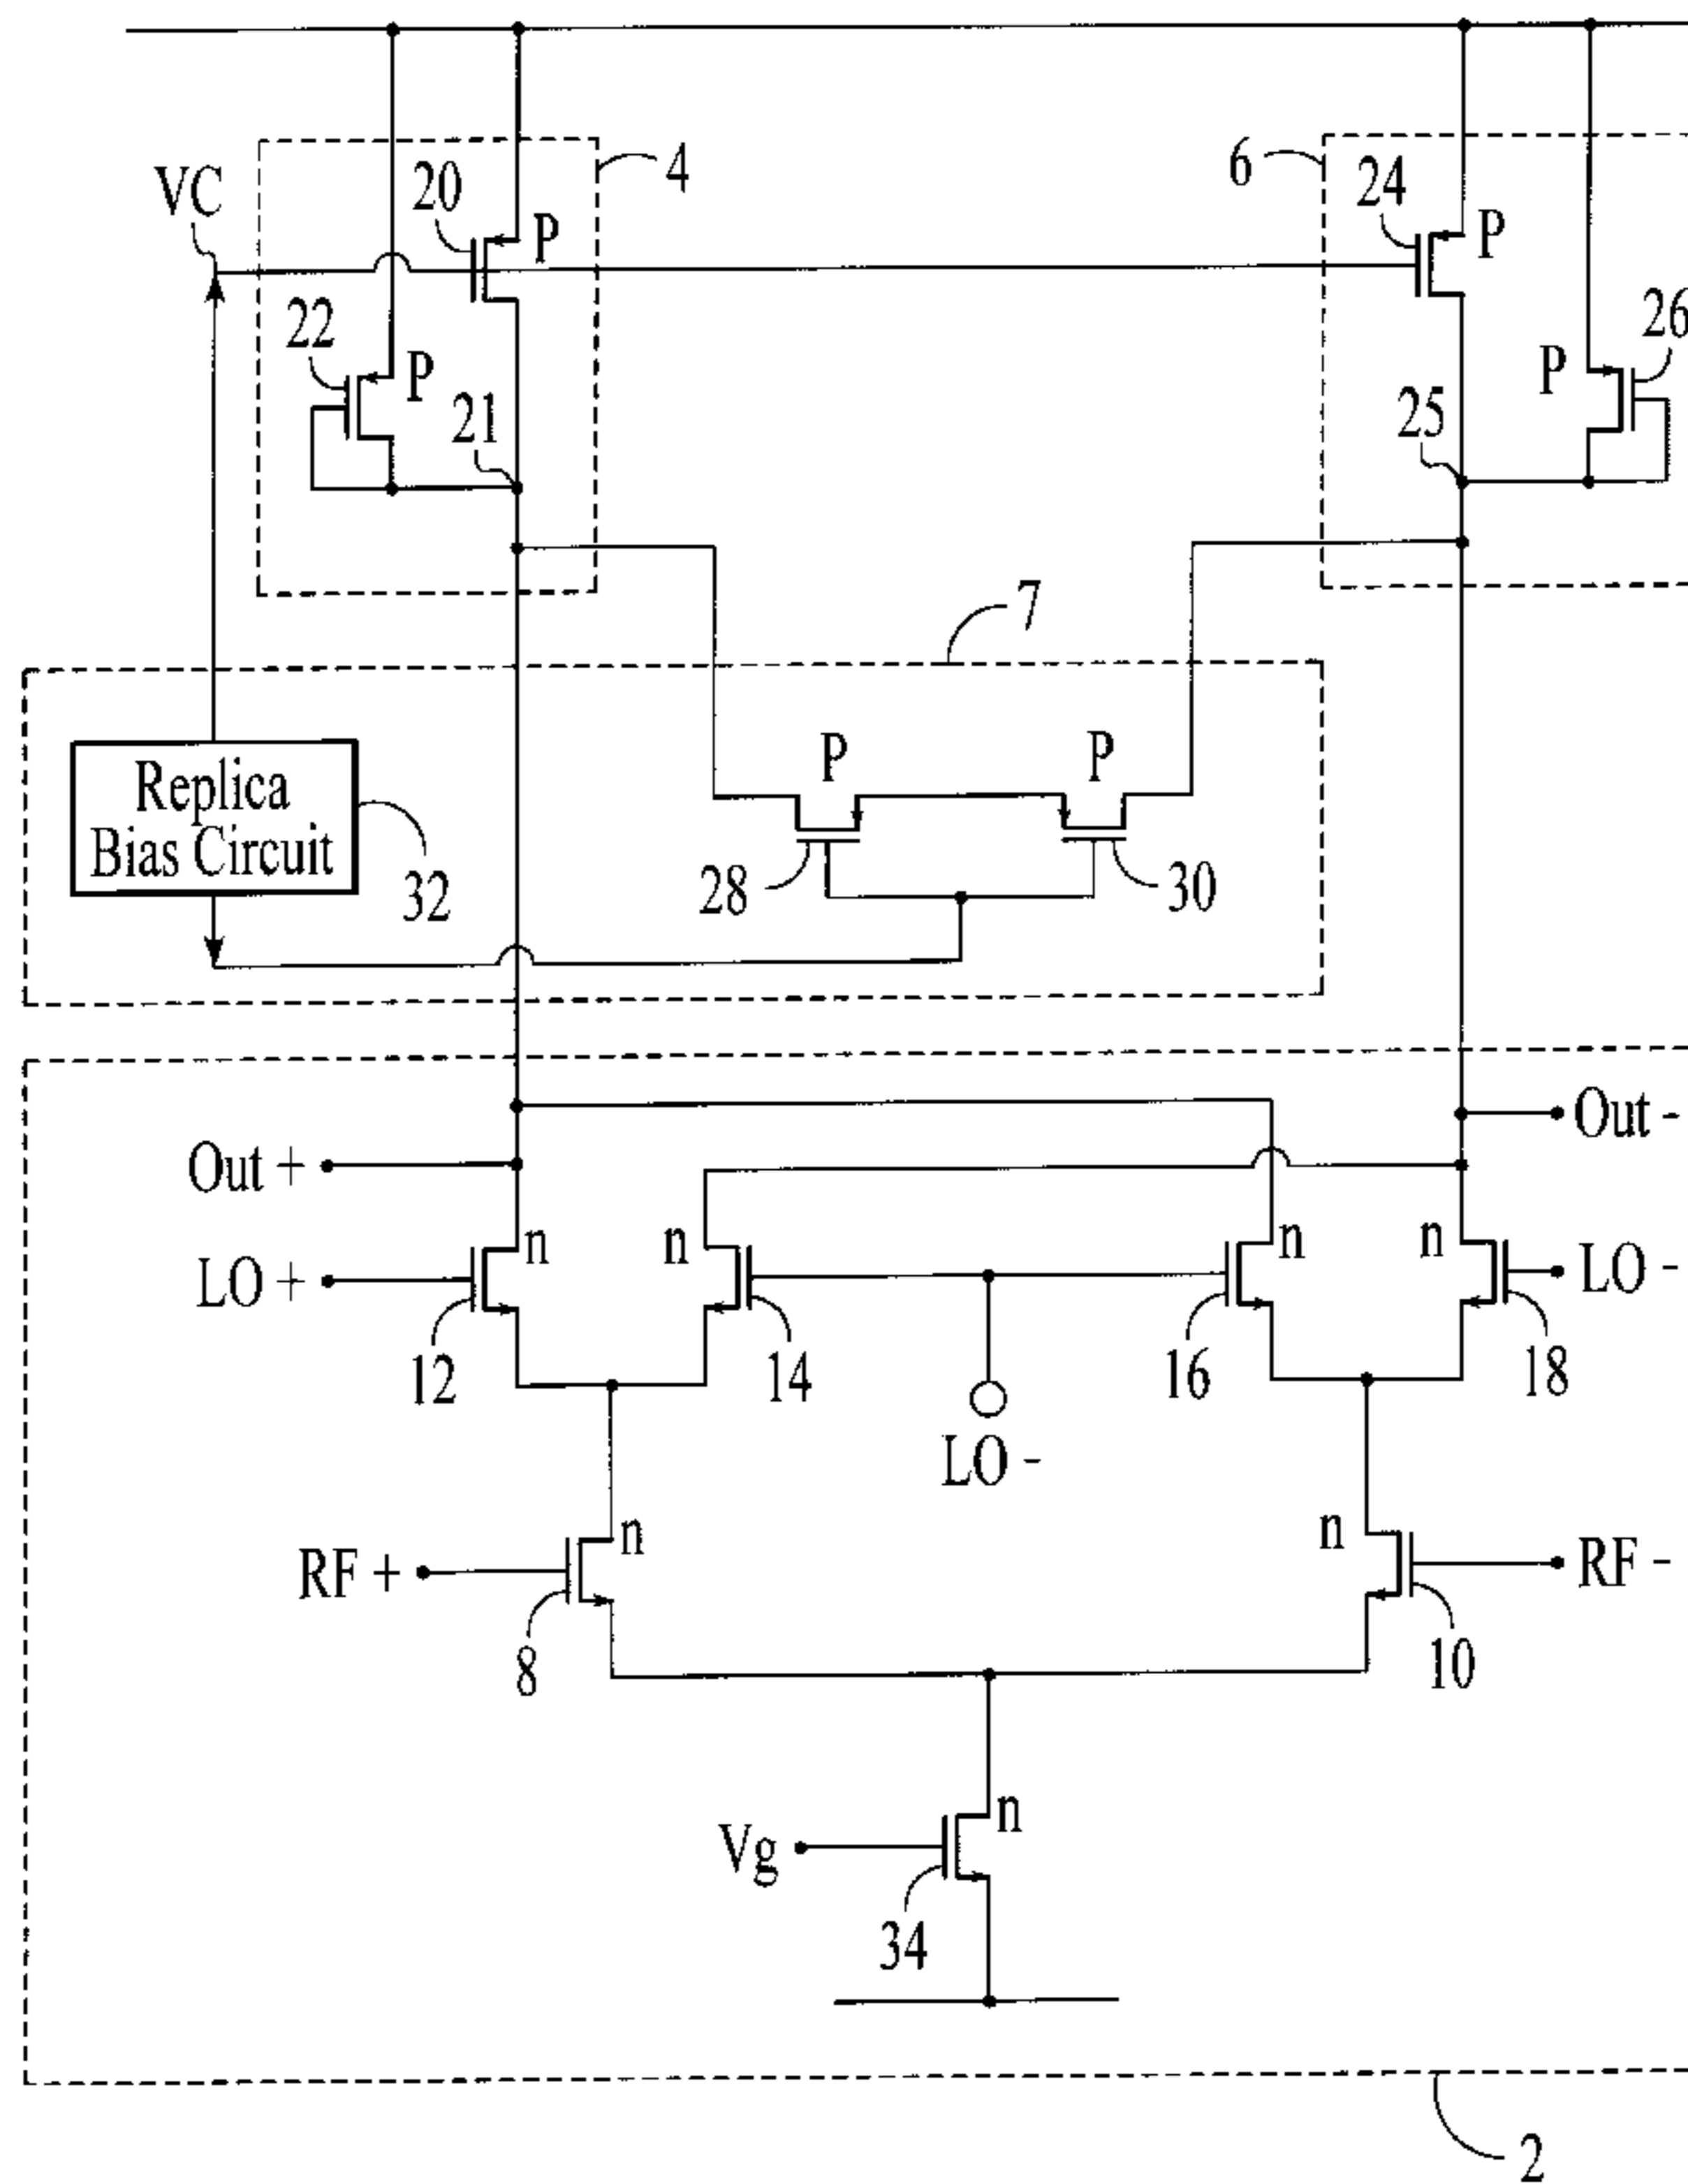 4
6
20
24
VC
P
P
22
26
P
P
21
25
7
P
P
Replica
Bias Circuit
28
30
32
Out -
Out +
n
n
n
n
LO +
LO -
12
14
16
18
LO -
n
n
RF +
RF -
8
10
n
Vg
34
2